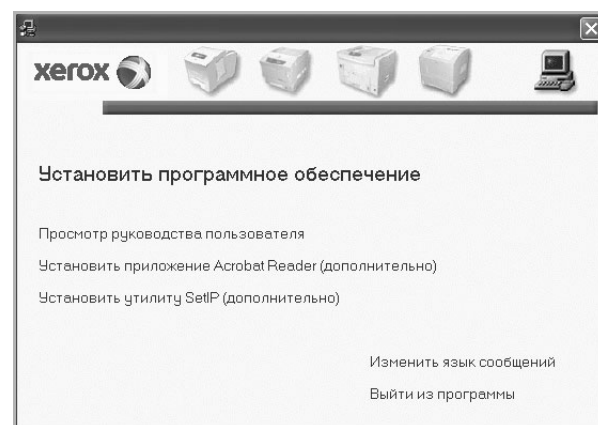 xerox
Установить программное обеспечение
Просмотр руководства пользователя
Установить приложение Acrobat Reader (дополнительно)
Установить утилиту SetIP (дополнительно)
Изменить язык сообщений
Выйти из программы